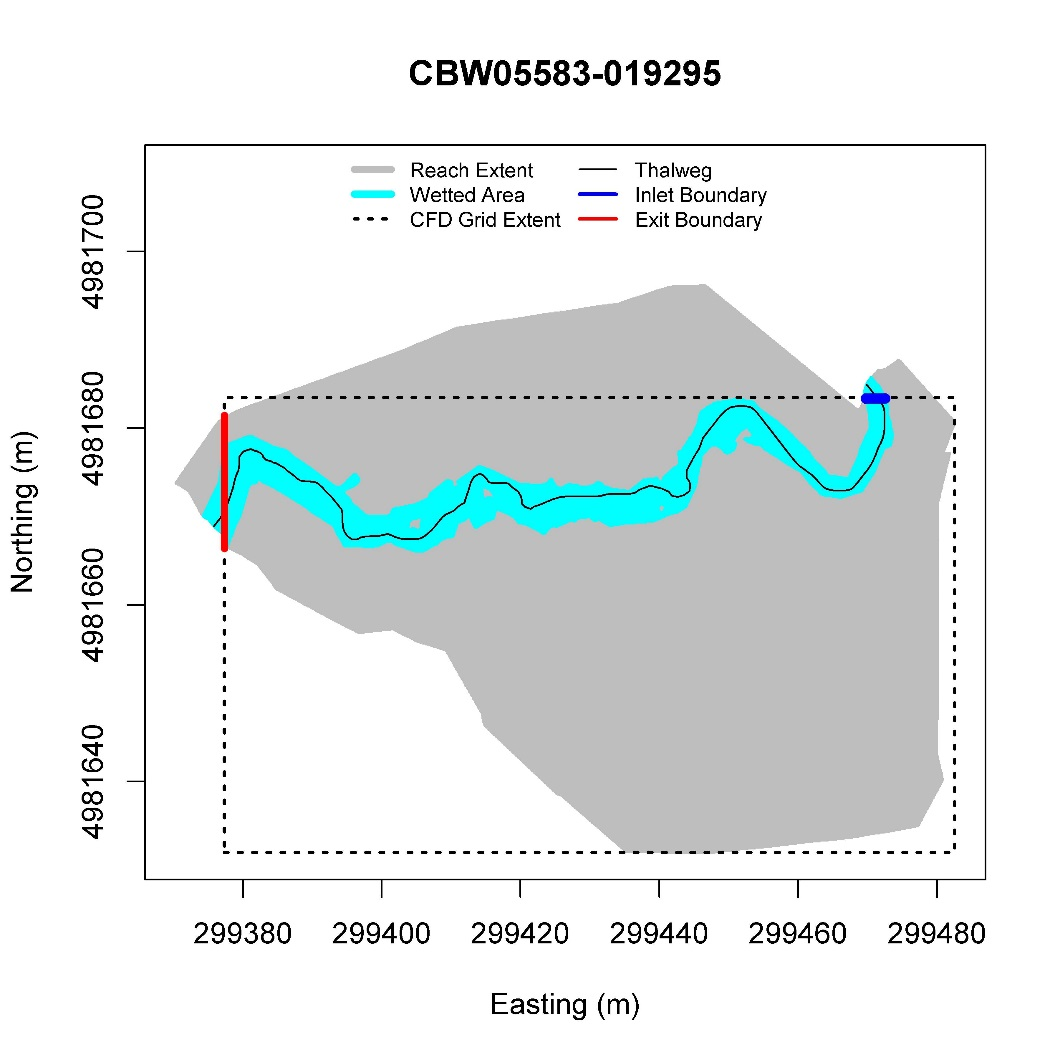 CBW05583-019295
Reach Extent
Wetted Area
CFD Grid Extent
Thalweg
Inlet Boundary
Exit Boundary
Northing (m)
4981700
4981680
4981660
4981640
299380 299400 299420 299440 299460 299480
Easting (m)